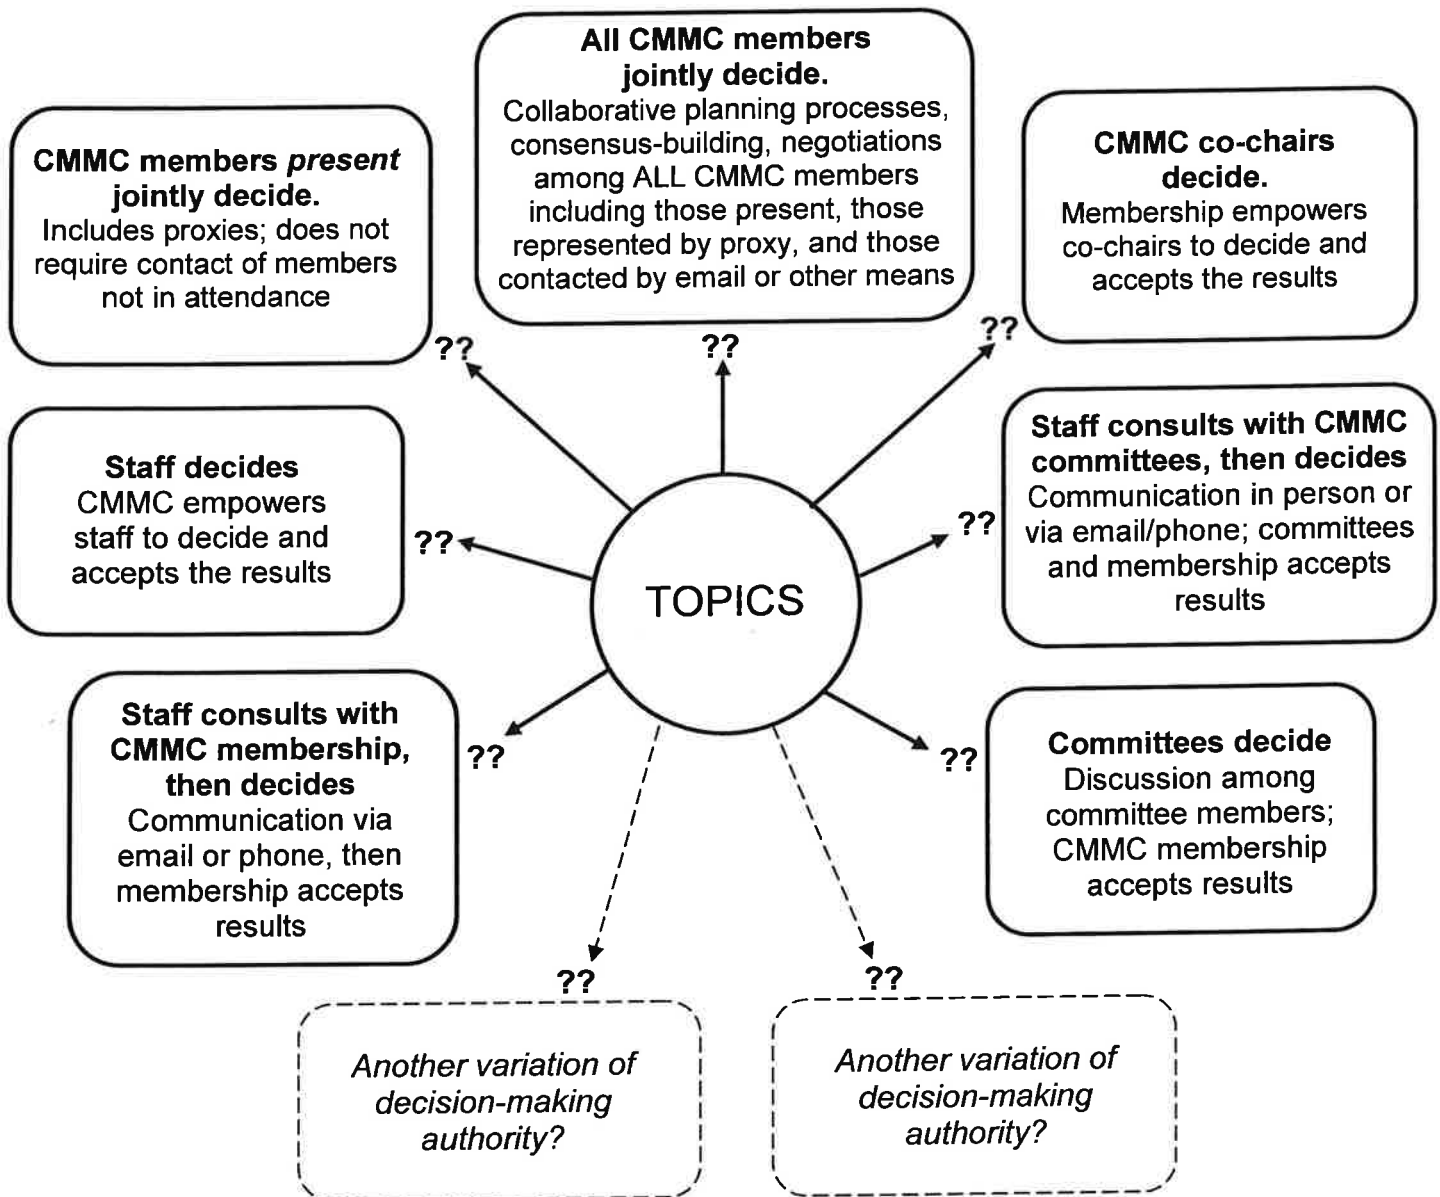 All CMMC members
jointly decide.
Collaborative planning processes,
consensus-building, negotiations
among ALL CMMC members
including those present, those
represented by proxy, and those
contacted by email or other means
??
CMMC members present
jointly decide.
Includes proxies; does not
require contact of members
not in attendance
??
CMMC co-chairs
decide.
Membership empowers
co-chairs to decide and
accepts the results
??
Staff decides
CMMC empowers
staff to decide and
accepts the results
??
TOPICS
Staff consults with CMMC
committees, then decides
Communication in person or
via email/phone; committees
and membership accepts
results
??
Staff consults with
CMMC membership,
then decides
Communication via
email or phone, then
membership accepts
results
??
Committees decide
Discussion among
committee members;
CMMC membership
accepts results
??
??
Another variation of
decision-making
authority?
??
Another variation of
decision-making
authority?